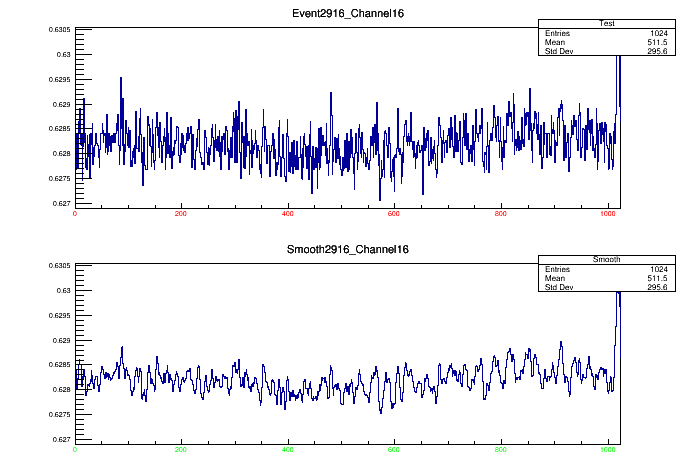 Event2916_Channel16
Test
Entries 1024
Mean 511.5
Std Dev 295.6
0.6305
0.63
0.6295
0.629
0.6285
0.628
0.6275
0.627
0 200 400 600 800 1000
Smooth2916_Channel16
Smooth
Entries 1024
Mean 511.5
Std Dev 295.6
0.6305
0.63
0.6295
0.629
0.6285
0.628
0.6275
0.627
0 200 400 600 800 1000